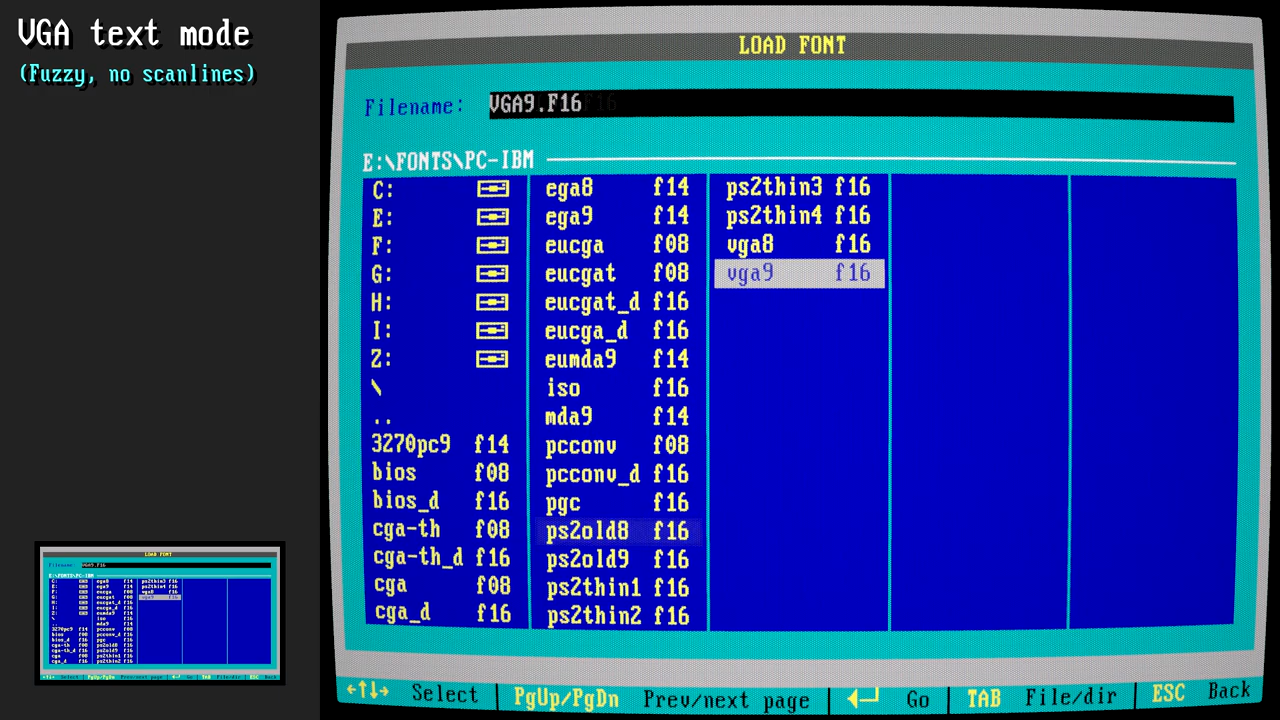 VGA text mode
(Fuzzy, no scanlines)
LOAD FONT
Filename: VGA9.F16
E:\FONTS\PC-IBM
C: ega8 f14 ps2thin3 f16
E: ega9 f14 ps2thin4 f16
F: eucga f08 vga8 f16
G: eucgat f08 vga9 f16
H: eucgat_d f16
I: eucga_d f16
Z: eumda9 f14
\ iso f16
.. mda9 f14
3270pc9 f14 pcconv f08
bios f08 pcconv_d f16
bios_d f16 pgc f16
cga-th f08 ps2old8 f16
cga-th_d f16 ps2old9 f16
cga f08 ps2thin1 f16
cga_d f16 ps2thin2 f16
←↑↓→ Select PgUp/PgDn Prev/next page ←┘ Go TAB File/dir ESC Back